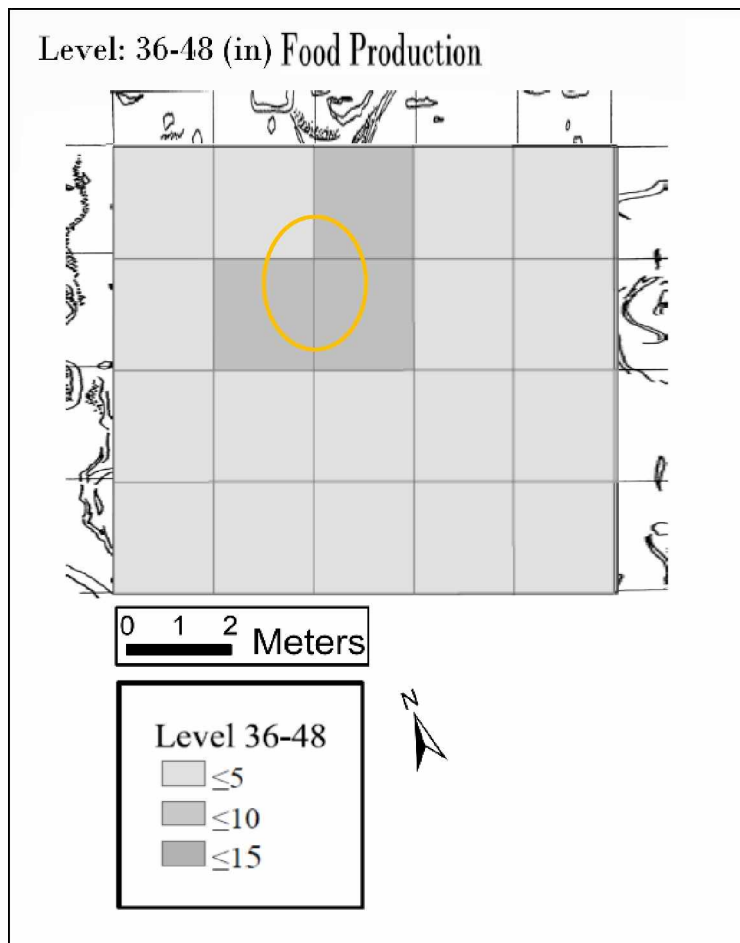 Level: 36-48 (in) Food Production
0 1 2 Meters
N
Level 36-48
≤5
≤10
≤15